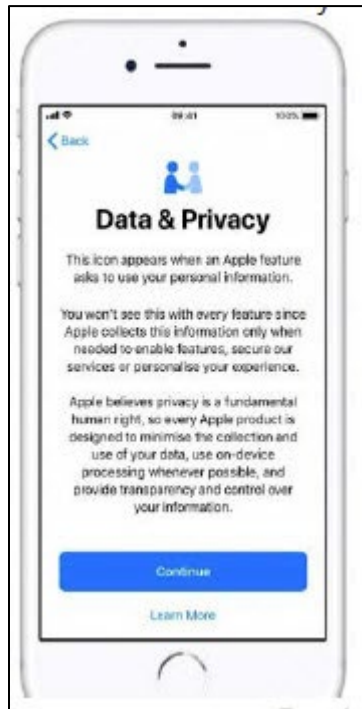 09:41
100%
Back
Data & Privacy
This icon appears when an Apple feature
asks to use your personal information.
You won't see this with every feature since
Apple collects this information only when
needed to enable features, secure our
services or personalise your experience.
Apple believes privacy is a fundamental
human right, so every Apple product is
designed to minimise the collection and
use of your data, use on-device
processing whenever possible, and
provide transparency and control over
your information.
Continue
Learn More